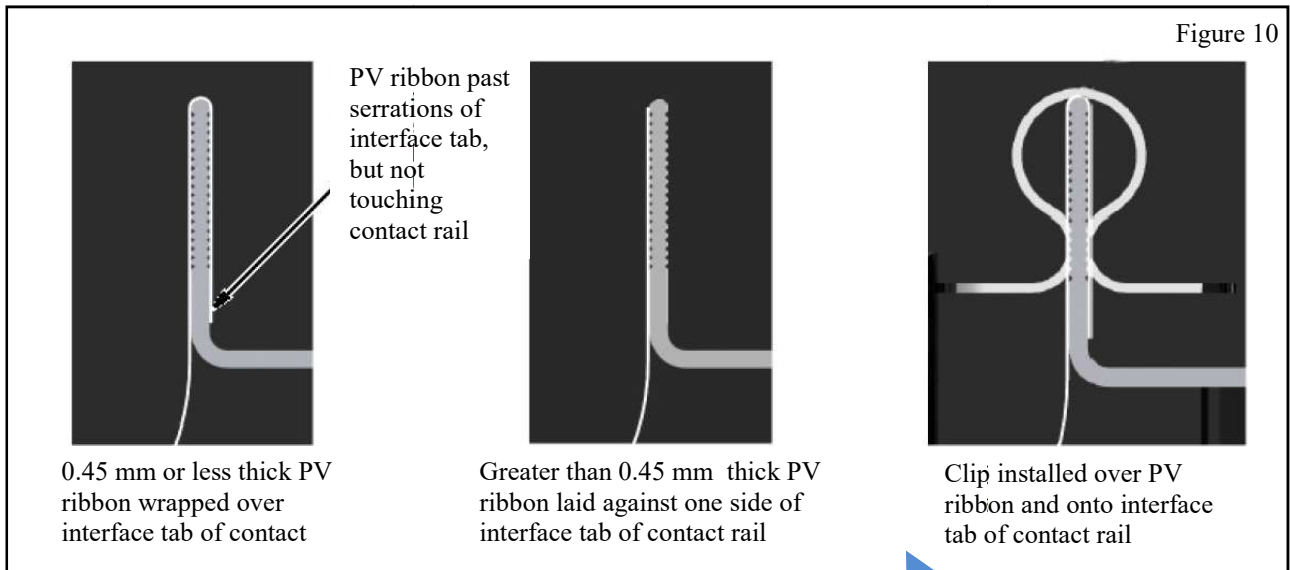 Figure 10
PV ribbon past
serrations of
interface tab,
but not
touching
contact rail
0.45 mm or less thick PV
ribbon wrapped over
interface tab of contact
Greater than 0.45 mm thick PV
ribbon laid against one side of
interface tab of contact rail
Clip installed over PV
ribbon and onto interface
tab of contact rail